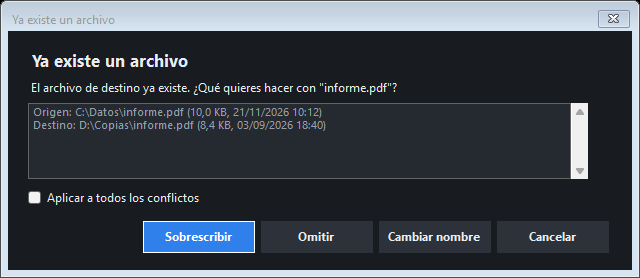 Ya existe un archivo
Ya existe un archivo
El archivo de destino ya existe. ¿Qué quieres hacer con "informe.pdf"?
Origen: C:\Datos\informe.pdf (10,0 KB, 21/11/2026 10:12)
Destino: D:\Copias\informe.pdf (8,4 KB, 03/09/2026 18:40)
Aplicar a todos los conflictos
Sobrescribir Omitir Cambiar nombre Cancelar